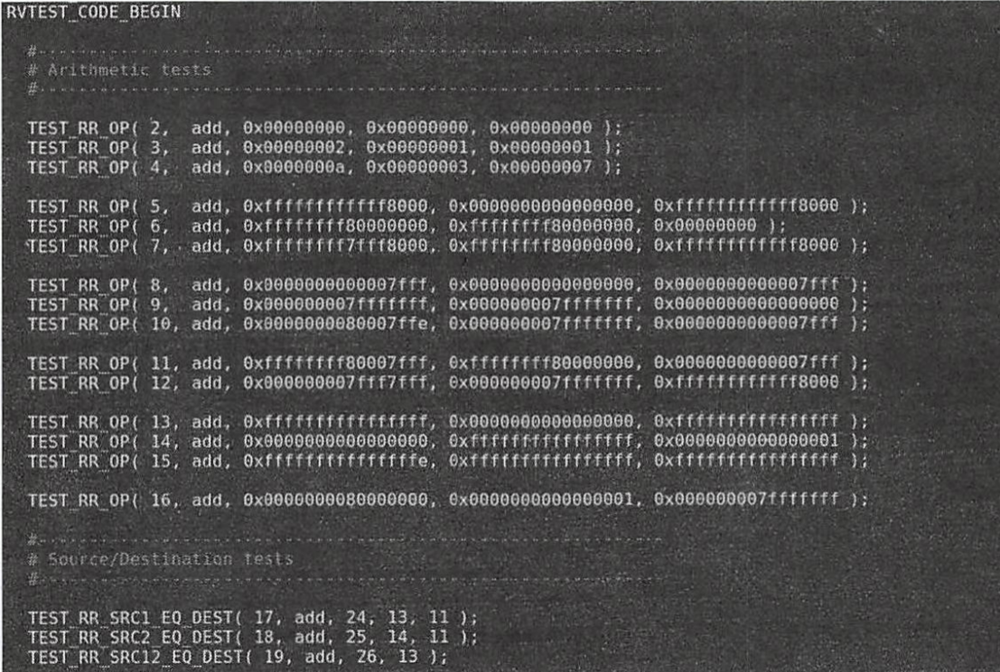 RVTEST_CODE_BEGIN
#-------------------------------------------------------------
# Arithmetic tests
#-------------------------------------------------------------
TEST_RR_OP( 2, add, 0x00000000, 0x00000000, 0x00000000 );
TEST_RR_OP( 3, add, 0x00000002, 0x00000001, 0x00000001 );
TEST_RR_OP( 4, add, 0x0000000a, 0x00000003, 0x00000007 );
TEST_RR_OP( 5, add, 0xffffffffffff8000, 0x0000000000000000, 0xffffffffffff8000 );
TEST_RR_OP( 6, add, 0xffffffff80000000, 0xffffffff80000000, 0x00000000 );
TEST_RR_OP( 7, add, 0xffffffff7fff8000, 0xffffffff80000000, 0xffffffffffff8000 );
TEST_RR_OP( 8, add, 0x0000000000007fff, 0x0000000000000000, 0x0000000000007fff );
TEST_RR_OP( 9, add, 0x000000007fffffff, 0x000000007fffffff, 0x0000000000000000 );
TEST_RR_OP( 10, add, 0x0000000080007ffe, 0x000000007fffffff, 0x0000000000007fff );
TEST_RR_OP( 11, add, 0xffffffff80007fff, 0xffffffff80000000, 0x0000000000007fff );
TEST_RR_OP( 12, add, 0x000000007fff7fff, 0x000000007fffffff, 0xffffffffffff8000 );
TEST_RR_OP( 13, add, 0xffffffffffffffff, 0x0000000000000000, 0xffffffffffffffff );
TEST_RR_OP( 14, add, 0x0000000000000000, 0xffffffffffffffff, 0x0000000000000001 );
TEST_RR_OP( 15, add, 0xfffffffffffffffe, 0xffffffffffffffff, 0xffffffffffffffff );
TEST_RR_OP( 16, add, 0x0000000080000000, 0x0000000000000001, 0x000000007fffffff );
#-------------------------------------------------------------
# Source/Destination tests
#-------------------------------------------------------------
TEST_RR_SRC1_EQ_DEST( 17, add, 24, 13, 11 );
TEST_RR_SRC2_EQ_DEST( 18, add, 25, 14, 11 );
TEST_RR_SRC12_EQ_DEST( 19, add, 26, 13 );